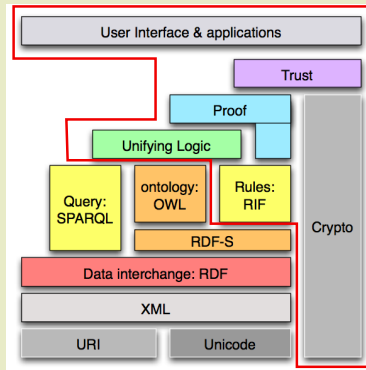 User Interface & applications
Trust
Proof
Unifying Logic
Query:
SPARQL
ontology:
OWL
Rules:
RIF
Crypto
RDF-S
Data interchange: RDF
XML
URI
Unicode